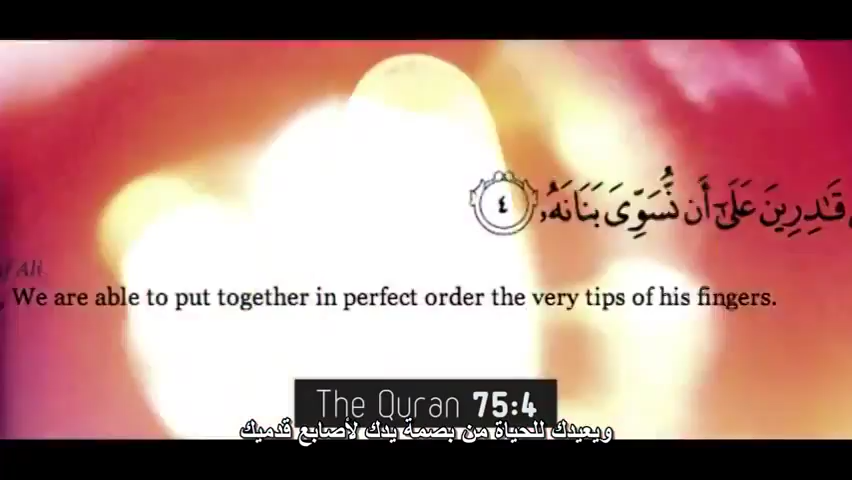 قَـٰدِرِينَ عَلَىٰٓ أَن نُّسَوِّىَ بَنَانَهُۥ ٤
Ali
, We are able to put together in perfect order the very tips of his fingers.
The Quran 75:4
ويعيدك للحياة من بصمة يدك لأصابع قدميك